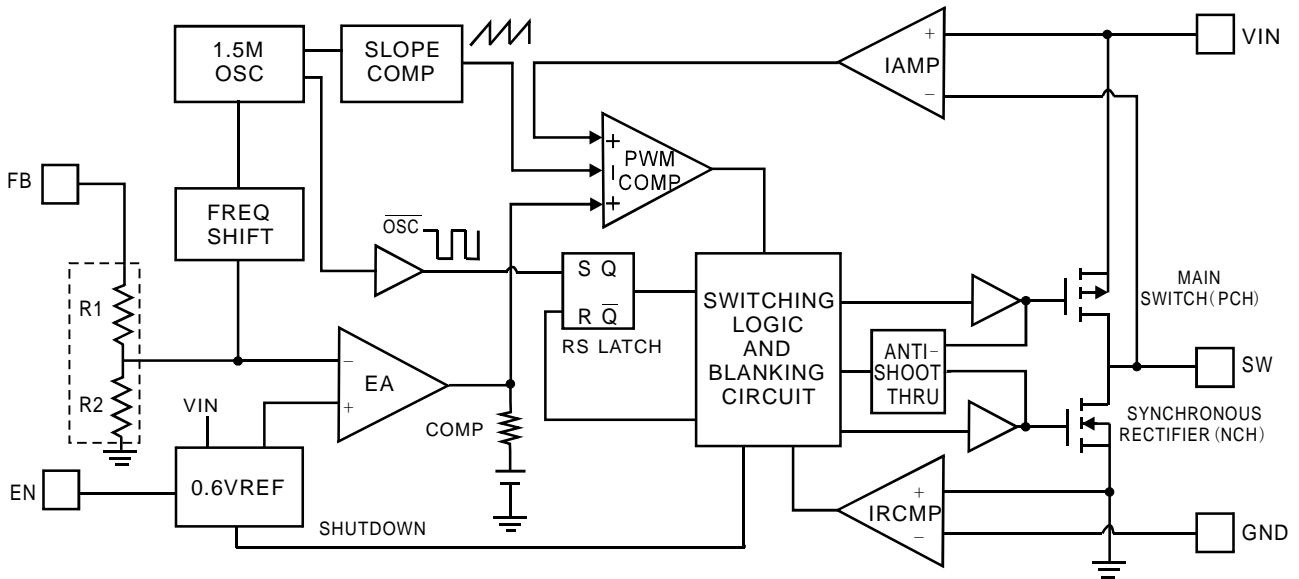 1.5M
OSC
SLOPE
COMP
+
IAMP
−
VIN
FB
FREQ
SHIFT
+
PWM
COMP
+
OSC
R1
R2
S Q
R Q
RS LATCH
SWITCHING
LOGIC
AND
BLANKING
CIRCUIT
MAIN
SWITCH(PCH)
ANTI−
SHOOT
THRU
SW
−
EA
+
VIN
COMP
SYNCHRONOUS
RECTIFIER(NCH)
EN
0.6VREF
SHUTDOWN
+
IRCMP
−
GND